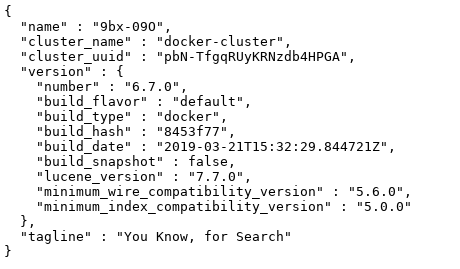 {
  "name" : "9bx-09O",
  "cluster_name" : "docker-cluster",
  "cluster_uuid" : "pbN-TfgqRUyKRNzdb4HPGA",
  "version" : {
    "number" : "6.7.0",
    "build_flavor" : "default",
    "build_type" : "docker",
    "build_hash" : "8453f77",
    "build_date" : "2019-03-21T15:32:29.844721Z",
    "build_snapshot" : false,
    "lucene_version" : "7.7.0",
    "minimum_wire_compatibility_version" : "5.6.0",
    "minimum_index_compatibility_version" : "5.0.0"
  },
  "tagline" : "You Know, for Search"
}